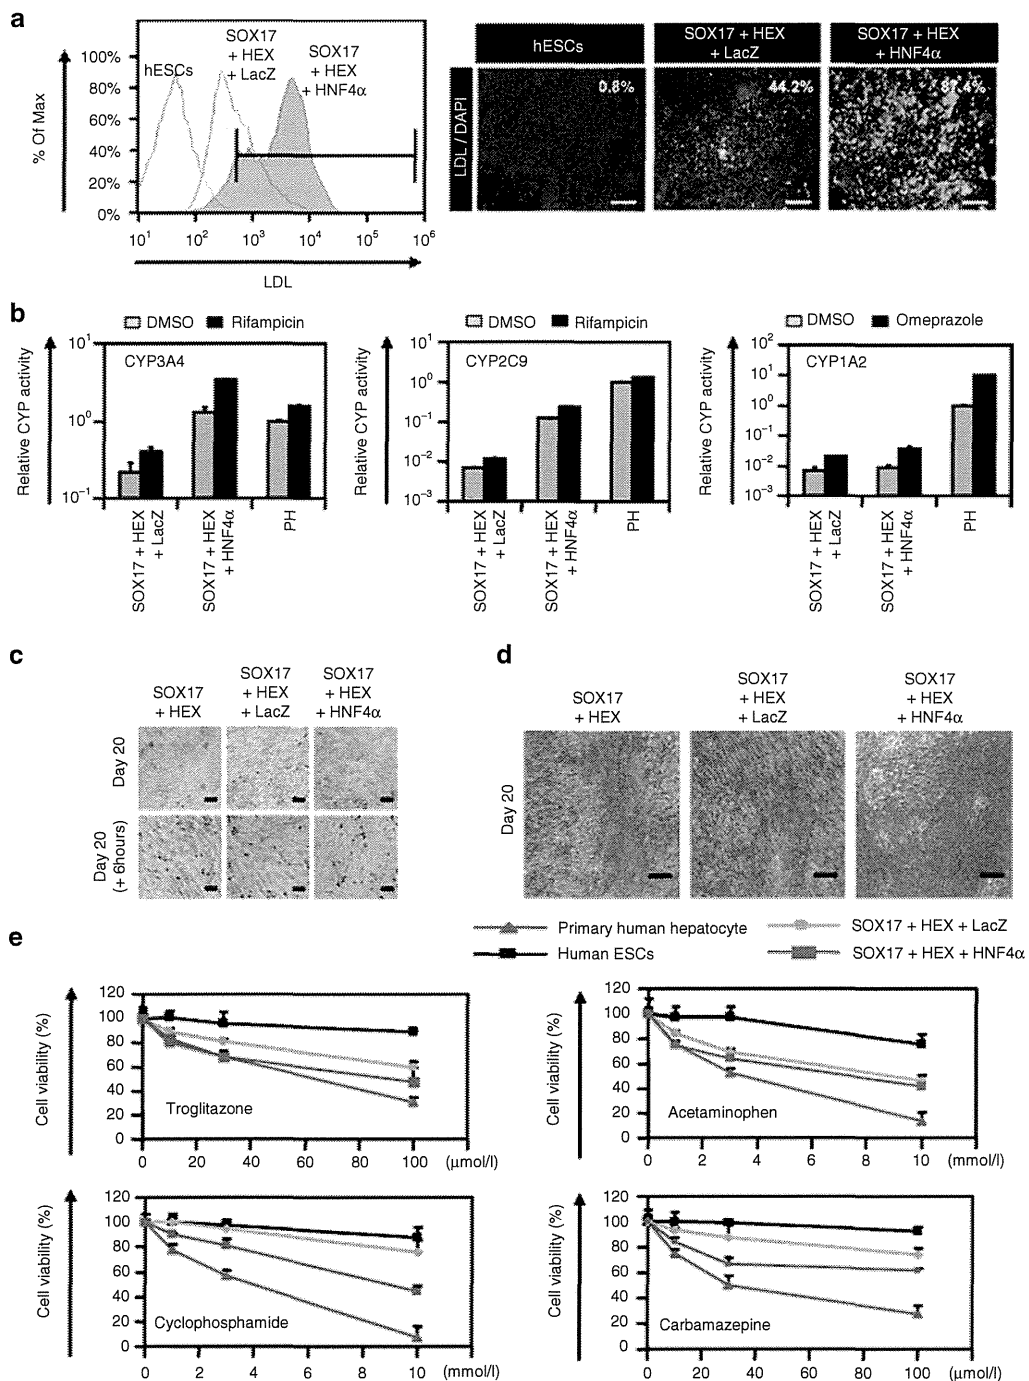 a
SOX17
+ HEX
+ LacZ
SOX17
+ HEX
+ HNF4α
hESCs
% Of Max
100%
80%
60%
40%
20%
0%
10¹ 10² 10³ 10⁴ 10⁵ 10⁶
LDL
hESCs
SOX17 + HEX
+ LacZ
SOX17 + HEX
+ HNF4α
LDL / DAPI
0.8%
44.2%
87.4%
b
DMSO Rifampicin
Relative CYP activity
CYP3A4
10¹
10⁰
10⁻¹
SOX17 + HEX
+ LacZ
SOX17 + HEX
+ HNF4α
PH
DMSO Rifampicin
Relative CYP activity
CYP2C9
10¹
10⁰
10⁻¹
10⁻²
10⁻³
SOX17 + HEX
+ LacZ
SOX17 + HEX
+ HNF4α
PH
DMSO Omeprazole
Relative CYP activity
CYP1A2
10²
10¹
10⁰
10⁻¹
10⁻²
10⁻³
SOX17 + HEX
+ LacZ
SOX17 + HEX
+ HNF4α
PH
c
SOX17
+ HEX
SOX17
+ HEX
+ LacZ
SOX17
+ HEX
+ HNF4α
Day 20
Day 20
(+ 6hours)
d
SOX17
+ HEX
SOX17
+ HEX
+ LacZ
SOX17
+ HEX
+ HNF4α
Day 20
e
Primary human hepatocyte
SOX17 + HEX + LacZ
Human ESCs
SOX17 + HEX + HNF4α
Cell viability (%)
120
100
80
60
40
20
0
Troglitazone
0 20 40 60 80 100 (μmol/l)
Cell viability (%)
120
100
80
60
40
20
0
Acetaminophen
0 2 4 6 8 10 (mmol/l)
Cell viability (%)
120
100
80
60
40
20
0
Cyclophosphamide
0 2 4 6 8 10 (mmol/l)
Cell viability (%)
120
100
80
60
40
20
0
Carbamazepine
0 20 40 60 80 100 (μmol/l)